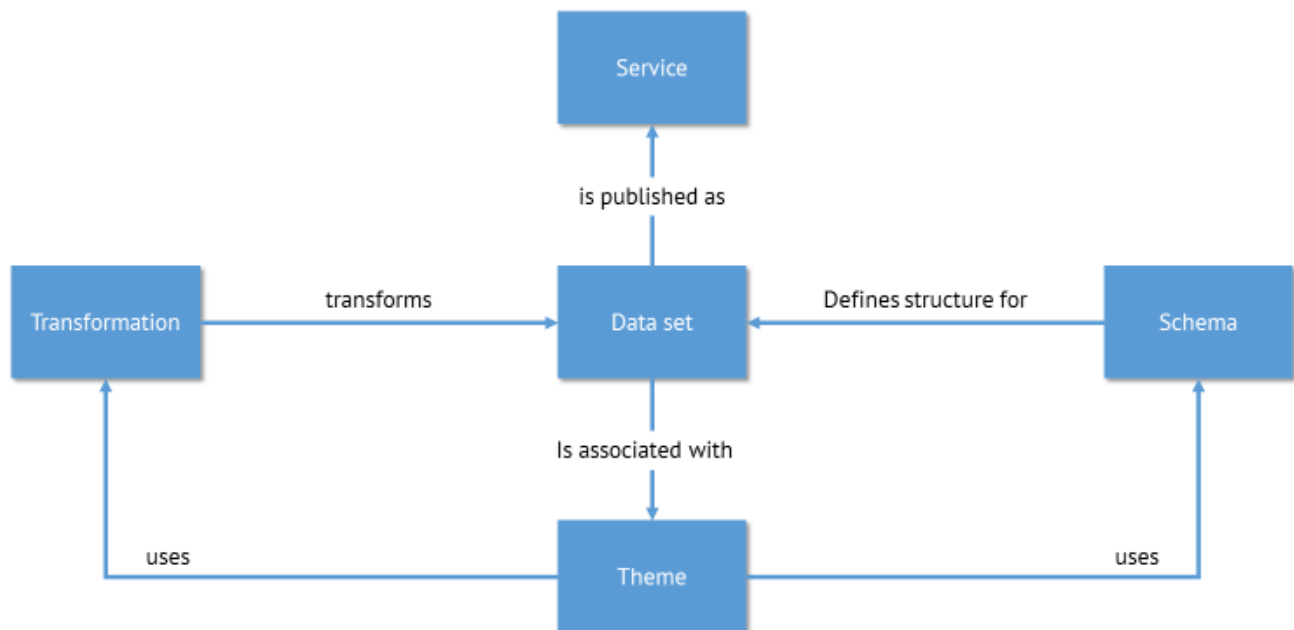 Service
is published as
transforms
Defines structure for
Transformation
Data set
Schema
Is associated with
uses
uses
Theme